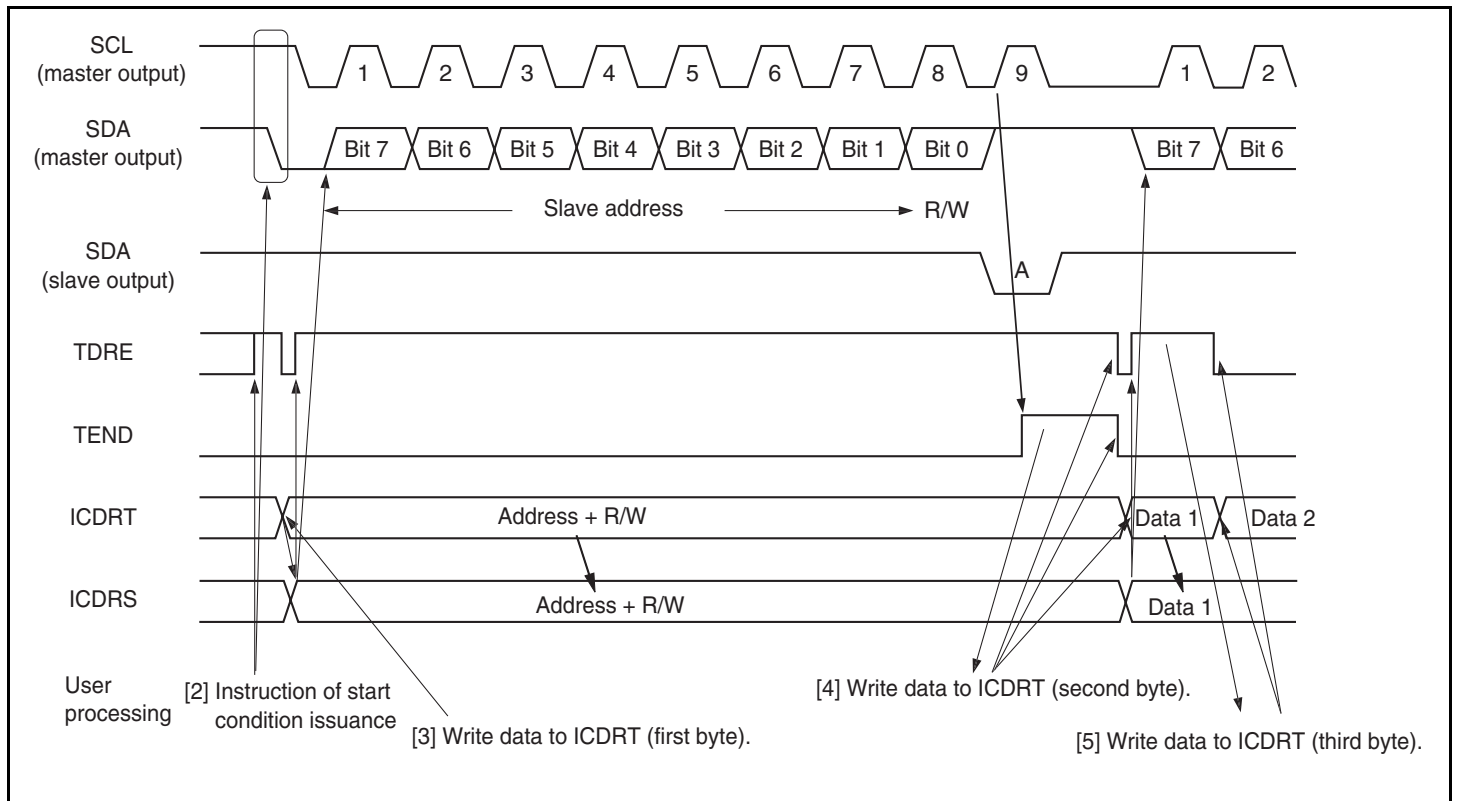 SCL
(master output)
1 2 3 4 5 6 7 8 9 1 2
SDA
(master output)
Bit 7 Bit 6 Bit 5 Bit 4 Bit 3 Bit 2 Bit 1 Bit 0 Bit 7 Bit 6
Slave address R/W
SDA
(slave output)
A
TDRE
TEND
ICDRT Address + R/W Data 1 Data 2
ICDRS Address + R/W Data 1
User
processing
[2] Instruction of start
condition issuance
[3] Write data to ICDRT (first byte).
[4] Write data to ICDRT (second byte).
[5] Write data to ICDRT (third byte).